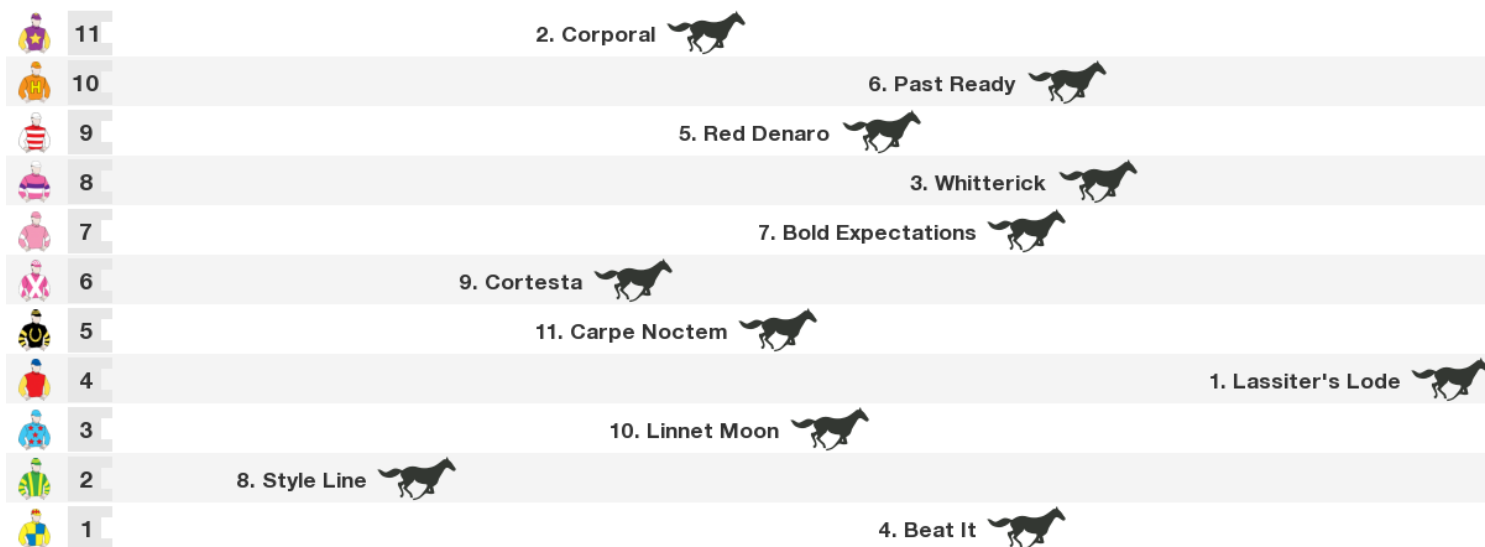 11 2. Corporal
10 H 6. Past Ready
9 5. Red Denaro
8 3. Whitterick
7 7. Bold Expectations
6 9. Cortesta
5 11. Carpe Noctem
4 1. Lassiter's Lode
3 10. Linnet Moon
2 8. Style Line
1 4. Beat It